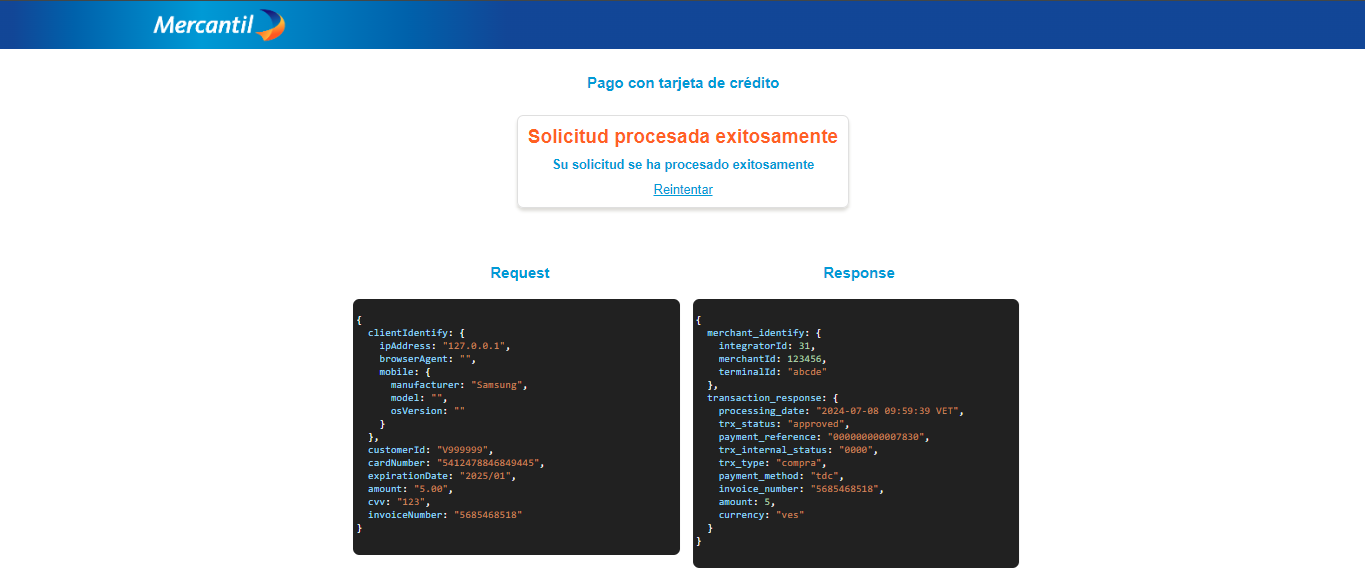 Mercantil
Pago con tarjeta de crédito
Solicitud procesada exitosamente
Su solicitud se ha procesado exitosamente
Reintentar
Request
{
  clientIdentify: {
    ipAddress: "127.0.0.1",
    browserAgent: "",
    mobile: {
      manufacturer: "Samsung",
      model: "",
      osVersion: ""
    }
  },
  customerId: "V999999",
  cardNumber: "5412478846849445",
  expirationDate: "2025/01",
  amount: "5.00",
  cvv: "123",
  invoiceNumber: "5685468518"
}
Response
{
  merchant_identify: {
    integratorId: 31,
    merchantId: 123456,
    terminalId: "abcde"
  },
  transaction_response: {
    processing_date: "2024-07-08 09:59:39 VET",
    trx_status: "approved",
    payment_reference: "000000000007830",
    trx_internal_status: "0000",
    trx_type: "compra",
    payment_method: "tdc",
    invoice_number: "5685468518",
    amount: 5,
    currency: "ves"
  }
}